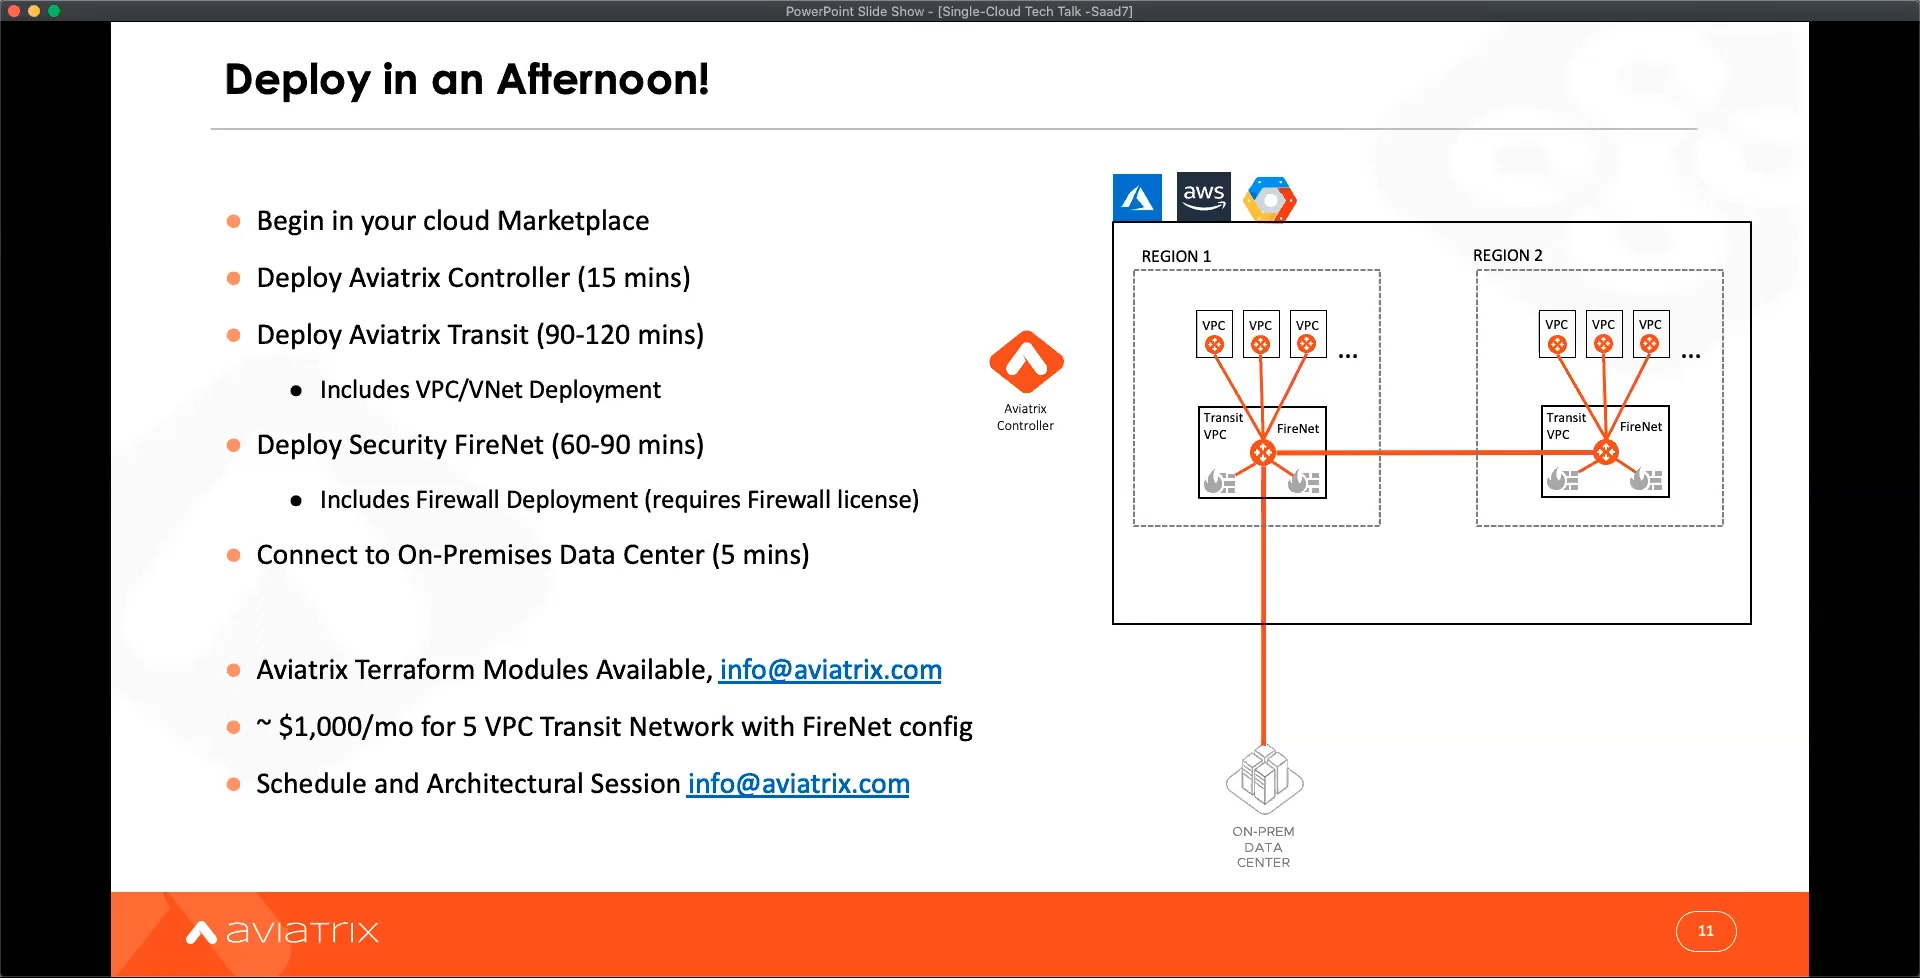 PowerPoint Slide Show - [Single-Cloud Tech Talk -Saad7]
Deploy in an Afternoon!
Begin in your cloud Marketplace
Deploy Aviatrix Controller (15 mins)
Deploy Aviatrix Transit (90-120 mins)
Includes VPC/VNet Deployment
Deploy Security FireNet (60-90 mins)
Includes Firewall Deployment (requires Firewall license)
Connect to On-Premises Data Center (5 mins)
Aviatrix Terraform Modules Available, info@aviatrix.com
~ $1,000/mo for 5 VPC Transit Network with FireNet config
Schedule and Architectural Session info@aviatrix.com
Aviatrix
Controller
aws
REGION 1
VPC VPC VPC ...
Transit
VPC
FireNet
REGION 2
VPC VPC VPC ...
Transit
VPC
FireNet
ON-PREM
DATA
CENTER
aviatrix
11